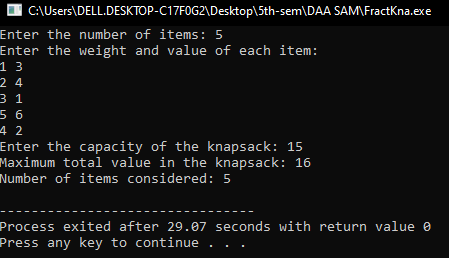 C:\Users\DELL.DESKTOP-C17F0G2\Desktop\5th-sem\DAA SAM\FractKna.exe
Enter the number of items: 5
Enter the weight and value of each item:
1 3
2 4
3 1
5 6
4 2
Enter the capacity of the knapsack: 15
Maximum total value in the knapsack: 16
Number of items considered: 5
--------------------------------
Process exited after 29.07 seconds with return value 0
Press any key to continue . . .